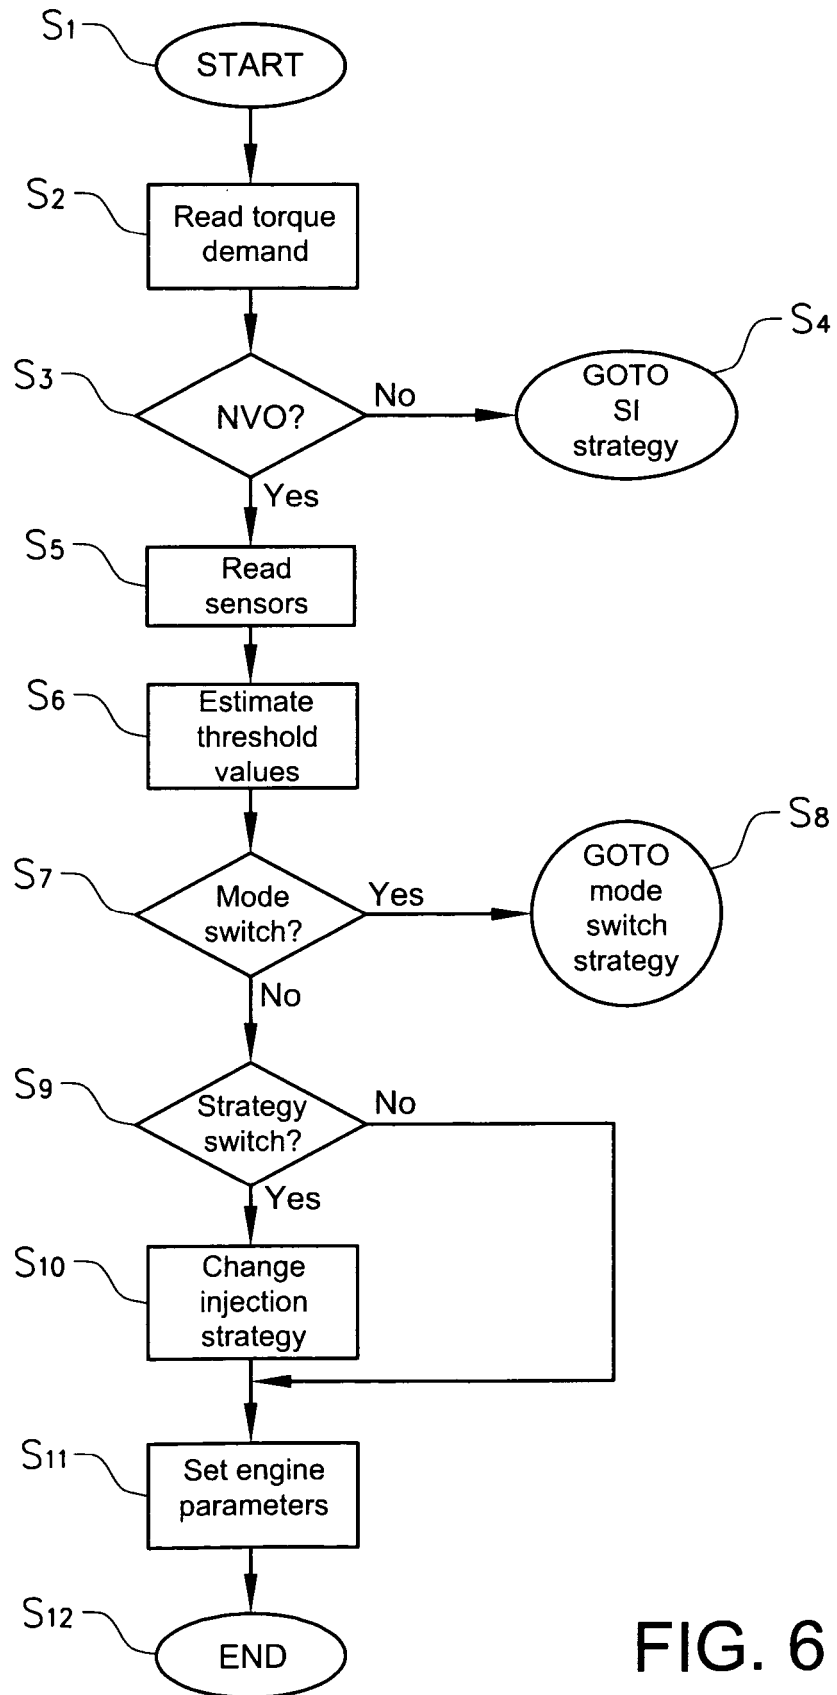 S1
START
S2
Read torque
demand
S3
NVO?
No
S4
GOTO
SI
strategy
Yes
S5
Read
sensors
S6
Estimate
threshold
values
S7
Mode
switch?
Yes
S8
GOTO
mode
switch
strategy
No
S9
Strategy
switch?
No
Yes
S10
Change
injection
strategy
S11
Set engine
parameters
S12
END
FIG. 6